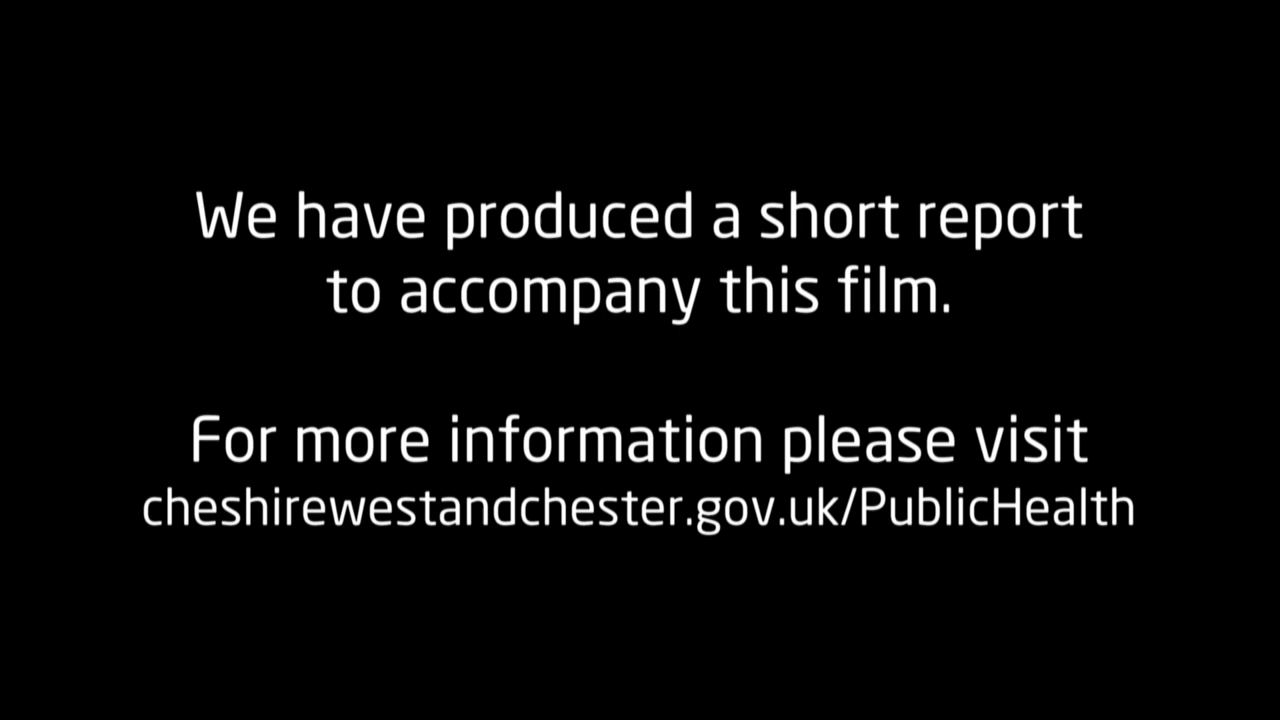 We have produced a short report
to accompany this film.
For more information please visit
cheshirewestandchester.gov.uk/PublicHealth